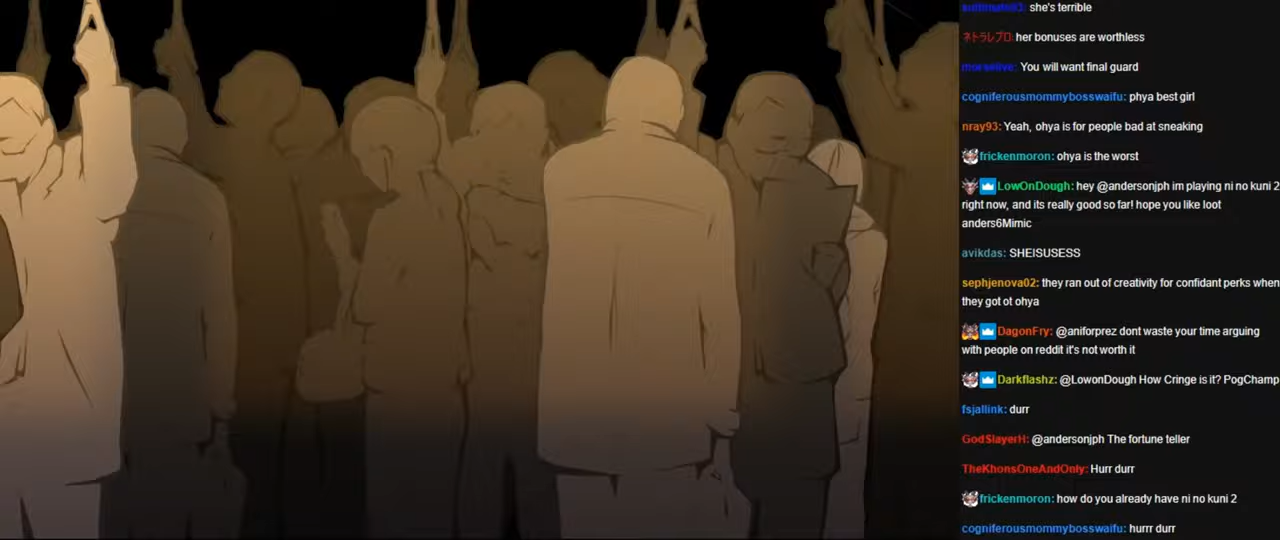 she's terrible
ネトラレブロ: her bonuses are worthless
You will want final guard
cogniferousmommybosswaifu: phya best girl
nray93: Yeah, ohya is for people bad at sneaking
frickenmoron: ohya is the worst
LowOnDough: hey @andersonjph im playing ni no kuni 2
right now, and its really good so far! hope you like loot
anders6Mimic
avikdas: SHEISUSESS
sephjenova02: they ran out of creativity for confidant perks when
they got ot ohya
DagonFry: @aniforprez dont waste your time arguing
with people on reddit it's not worth it
Darkflashz: @LowonDough How Cringe is it? PogChamp
fsjallink: durr
GodSlayerH: @andersonjph The fortune teller
TheKhonsOneAndOnly: Hurr durr
frickenmoron: how do you already have ni no kuni 2
cogniferousmommybosswaifu: hurrr durr